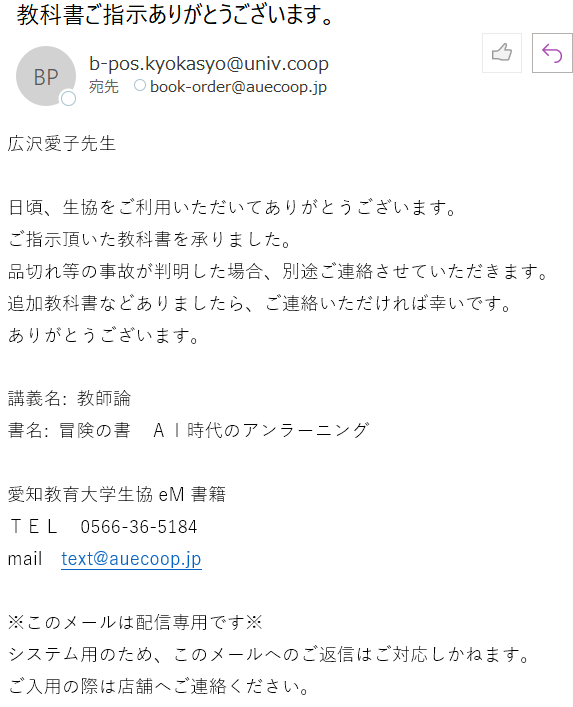 教科書ご指示ありがとうございます。
BP
b-pos.kyokasyo@univ.coop
宛先 book-order@auecoop.jp
広沢愛子先生
日頃、生協をご利用いただいてありがとうございます。
ご指示頂いた教科書を承りました。
品切れ等の事故が判明した場合、別途ご連絡させていただきます。
追加教科書などありましたら、ご連絡いただければ幸いです。
ありがとうございます。
講義名: 教師論
書名: 冒険の書　ＡＩ時代のアンラーニング
愛知教育大学生協 eM 書籍
ＴＥＬ　0566-36-5184
mail　text@auecoop.jp
※このメールは配信専用です※
システム用のため、このメールへのご返信はご対応しかねます。
ご入用の際は店舗へご連絡ください。